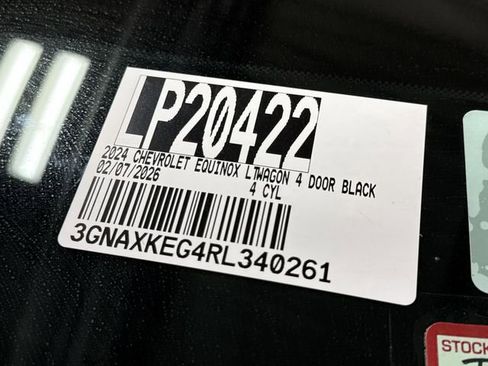 LP20422
2024 CHEVROLET EQUINOX LTWAGON 4 DOOR BLACK
02/07/2026 4 CYL
3GNAXKEG4RL340261
STOCK